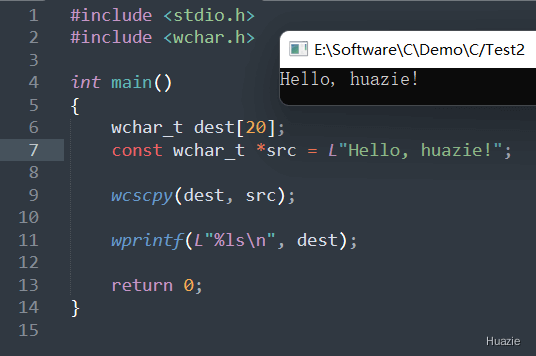 1 #include <stdio.h>
2 #include <wchar.h>
3
4 int main()
5 {
6     wchar_t dest[20];
7     const wchar_t *src = L"Hello, huazie!";
8
9     wcscpy(dest, src);
10
11     wprintf(L"%ls\n", dest);
12
13     return 0;
14 }
15
E:\Software\C\Demo\C/Test2
Hello, huazie!
Huazie